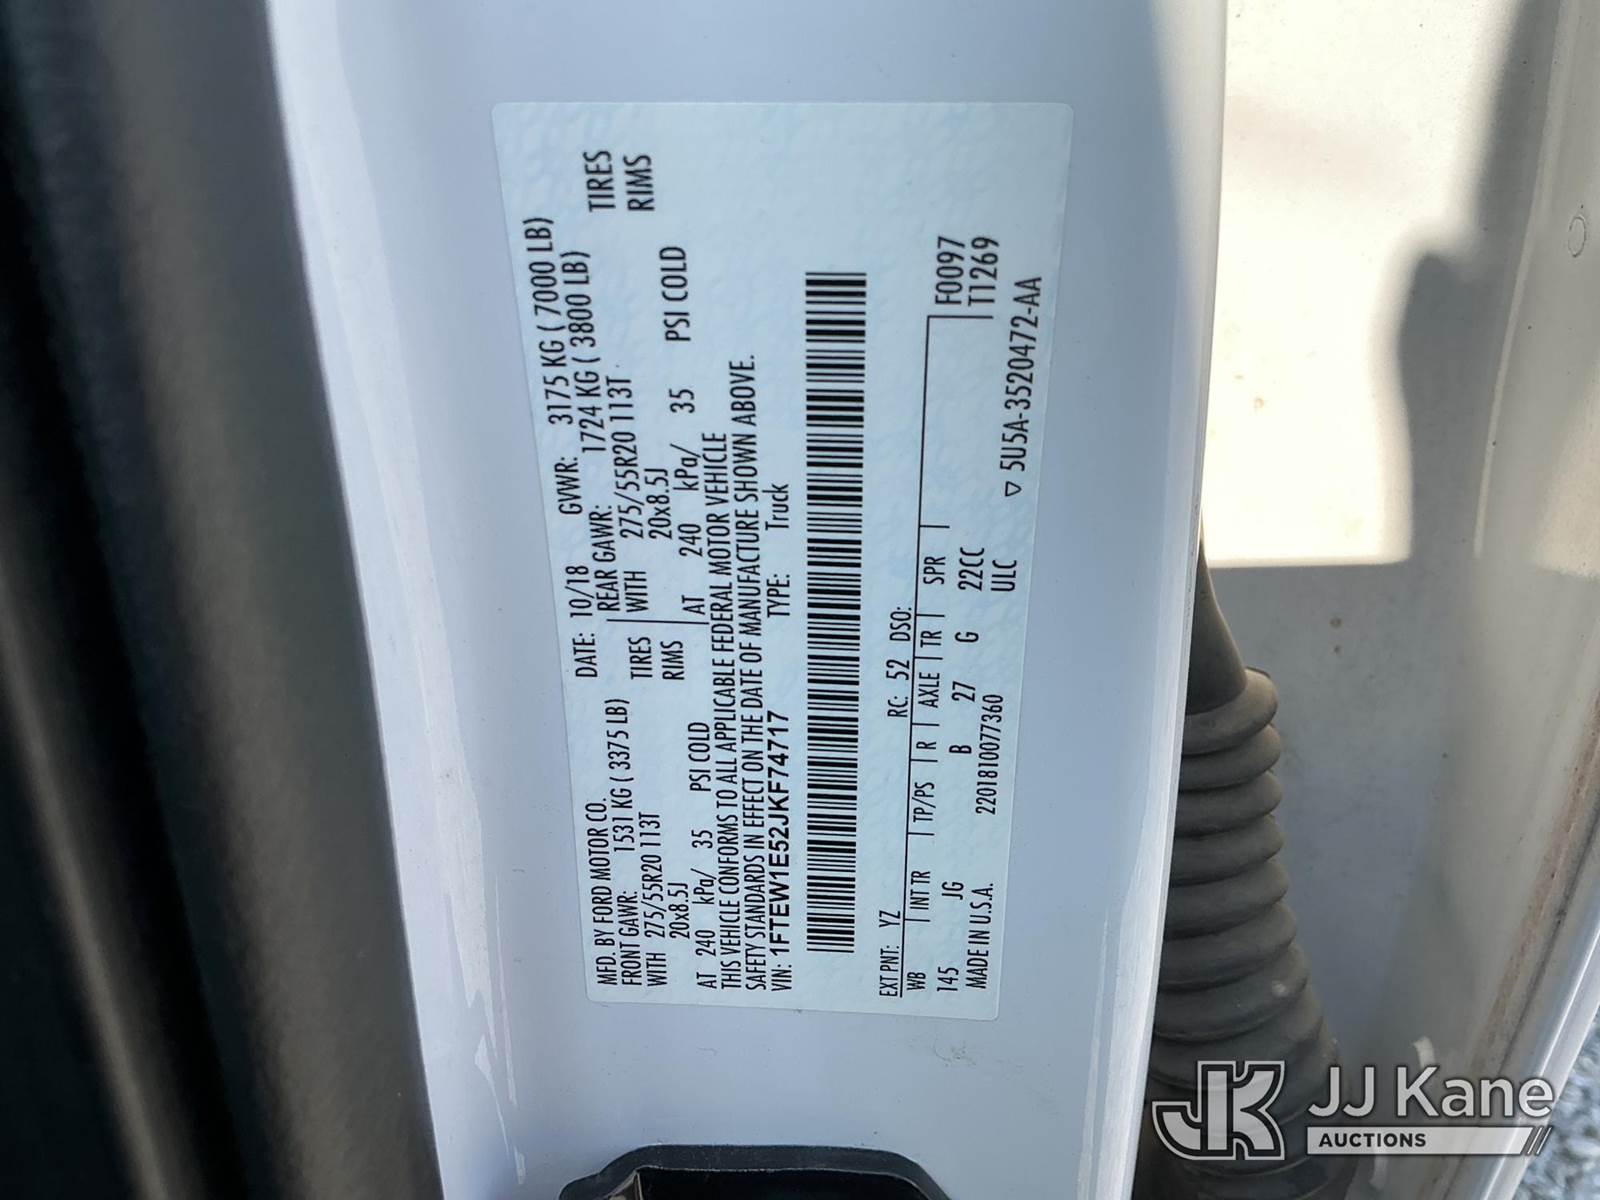 MFD. BY FORD MOTOR CO.
DATE: 10/18 GVWR: 3175 KG ( 7000 LB)
FRONT GAWR: 1531 KG ( 3375 LB)
REAR GAWR: 1724 KG ( 3800 LB)
WITH 275/55R20 113T TIRES
WITH 275/55R20 113T TIRES
20x8.5J RIMS
20x8.5J RIMS
AT 240 kPa/ 35 PSI COLD
AT 240 kPa/ 35 PSI COLD
THIS VEHICLE CONFORMS TO ALL APPLICABLE FEDERAL MOTOR VEHICLE
SAFETY STANDARDS IN EFFECT ON THE DATE OF MANUFACTURE SHOWN ABOVE.
VIN: 1FTEW1E52JKF74717 TYPE: Truck
EXT PNT: YZ RC: 52 DSO:
WB INT TR TP/PS R AXLE TR SPR F0097
145 JG B 27 G 22CC T1269
MADE IN U.S.A. 2201810077360 ULC ▽ 5U5A-3520472-AA
JK JJ Kane
AUCTIONS